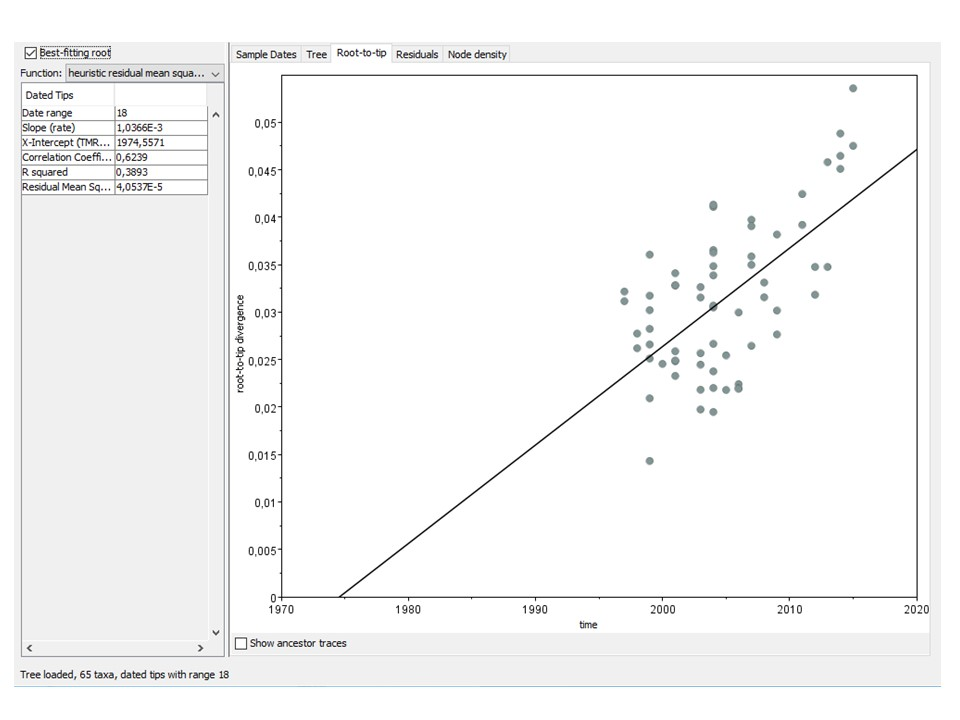 Best-fitting root
Function: heuristic residual mean squa...
Dated Tips
Date range 18
Slope (rate) 1,0366E-3
X-Intercept (TMR... 1974,5571
Correlation Coeffi... 0,6239
R squared 0,3893
Residual Mean Sq... 4,0537E-5
Sample Dates Tree Root-to-tip Residuals Node density
0,05
0,045
0,04
0,035
0,03
0,025
0,02
0,015
0,01
0,005
0
root-to-tip divergence
1970 1980 1990 2000 2010 2020
time
Show ancestor traces
Tree loaded, 65 taxa, dated tips with range 18